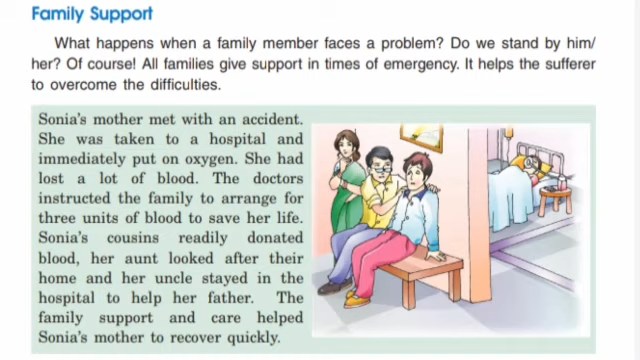 Family Support
What happens when a family member faces a problem? Do we stand by him/
her? Of course! All families give support in times of emergency. It helps the sufferer
to overcome the difficulties.
Sonia's mother met with an accident.
She was taken to a hospital and
immediately put on oxygen. She had
lost a lot of blood. The doctors
instructed the family to arrange for
three units of blood to save her life.
Sonia's cousins readily donated
blood, her aunt looked after their
home and her uncle stayed in the
hospital to help her father. The
family support and care helped
Sonia's mother to recover quickly.